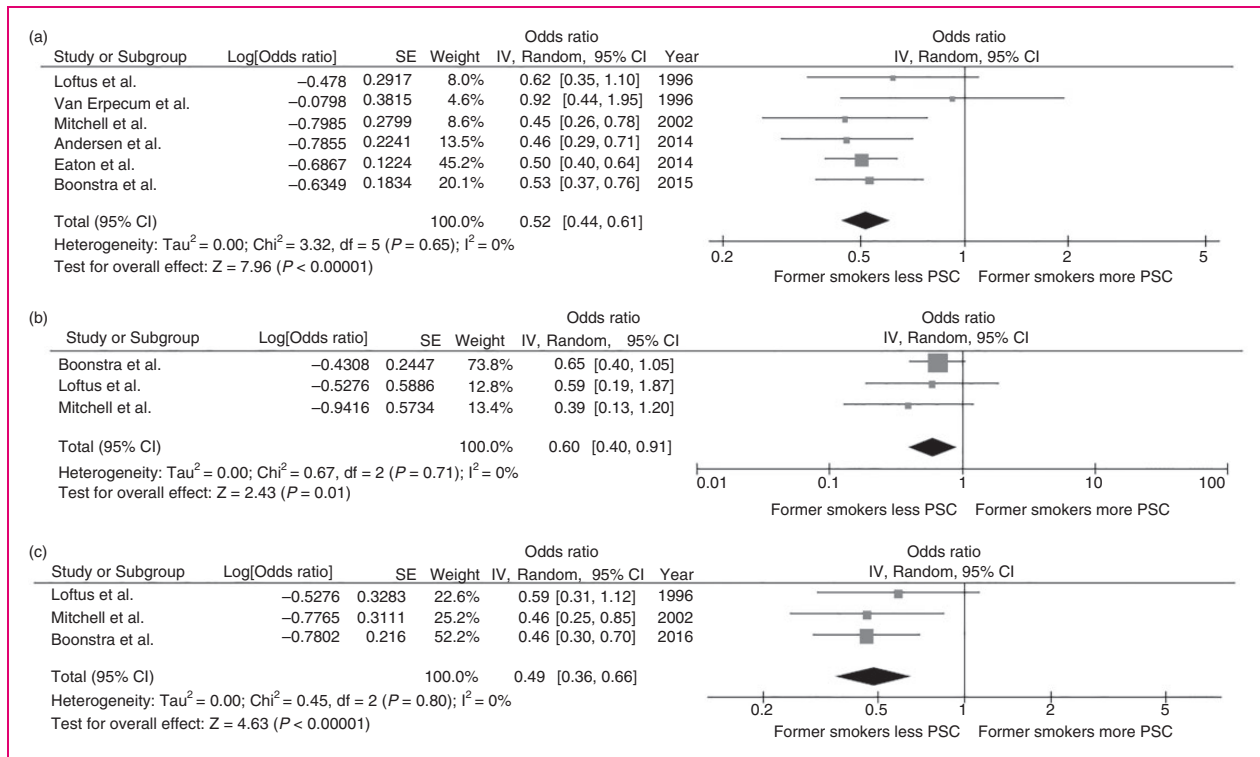 (a)
Odds ratio Odds ratio
Study or Subgroup Log[Odds ratio] SE Weight IV, Random, 95% CI Year IV, Random, 95% CI
Loftus et al. –0.478 0.2917 8.0% 0.62 [0.35, 1.10] 1996
Van Erpecum et al. –0.0798 0.3815 4.6% 0.92 [0.44, 1.95] 1996
Mitchell et al. –0.7985 0.2799 8.6% 0.45 [0.26, 0.78] 2002
Andersen et al. –0.7855 0.2241 13.5% 0.46 [0.29, 0.71] 2014
Eaton et al. –0.6867 0.1224 45.2% 0.50 [0.40, 0.64] 2014
Boonstra et al. –0.6349 0.1834 20.1% 0.53 [0.37, 0.76] 2015
Total (95% CI) 100.0% 0.52 [0.44, 0.61]
Heterogeneity: Tau² = 0.00; Chi² = 3.32, df = 5 (P = 0.65); I² = 0%
Test for overall effect: Z = 7.96 (P < 0.00001)
0.2 0.5 1 2 5
Former smokers less PSC Former smokers more PSC
(b)
Odds ratio Odds ratio
Study or Subgroup Log[Odds ratio] SE Weight IV, Random, 95% CI IV, Random, 95% CI
Boonstra et al. –0.4308 0.2447 73.8% 0.65 [0.40, 1.05]
Loftus et al. –0.5276 0.5886 12.8% 0.59 [0.19, 1.87]
Mitchell et al. –0.9416 0.5734 13.4% 0.39 [0.13, 1.20]
Total (95% CI) 100.0% 0.60 [0.40, 0.91]
Heterogeneity: Tau² = 0.00; Chi² = 0.67, df = 2 (P = 0.71); I² = 0%
Test for overall effect: Z = 2.43 (P = 0.01)
0.01 0.1 1 10 100
Former smokers less PSC Former smokers more PSC
(c)
Odds ratio Odds ratio
Study or Subgroup Log[Odds ratio] SE Weight IV, Random, 95% CI Year IV, Random, 95% CI
Loftus et al. –0.5276 0.3283 22.6% 0.59 [0.31, 1.12] 1996
Mitchell et al. –0.7765 0.3111 25.2% 0.46 [0.25, 0.85] 2002
Boonstra et al. –0.7802 0.216 52.2% 0.46 [0.30, 0.70] 2016
Total (95% CI) 100.0% 0.49 [0.36, 0.66]
Heterogeneity: Tau² = 0.00; Chi² = 0.45, df = 2 (P = 0.80); I² = 0%
Test for overall effect: Z = 4.63 (P < 0.00001)
0.2 0.5 1 2 5
Former smokers less PSC Former smokers more PSC